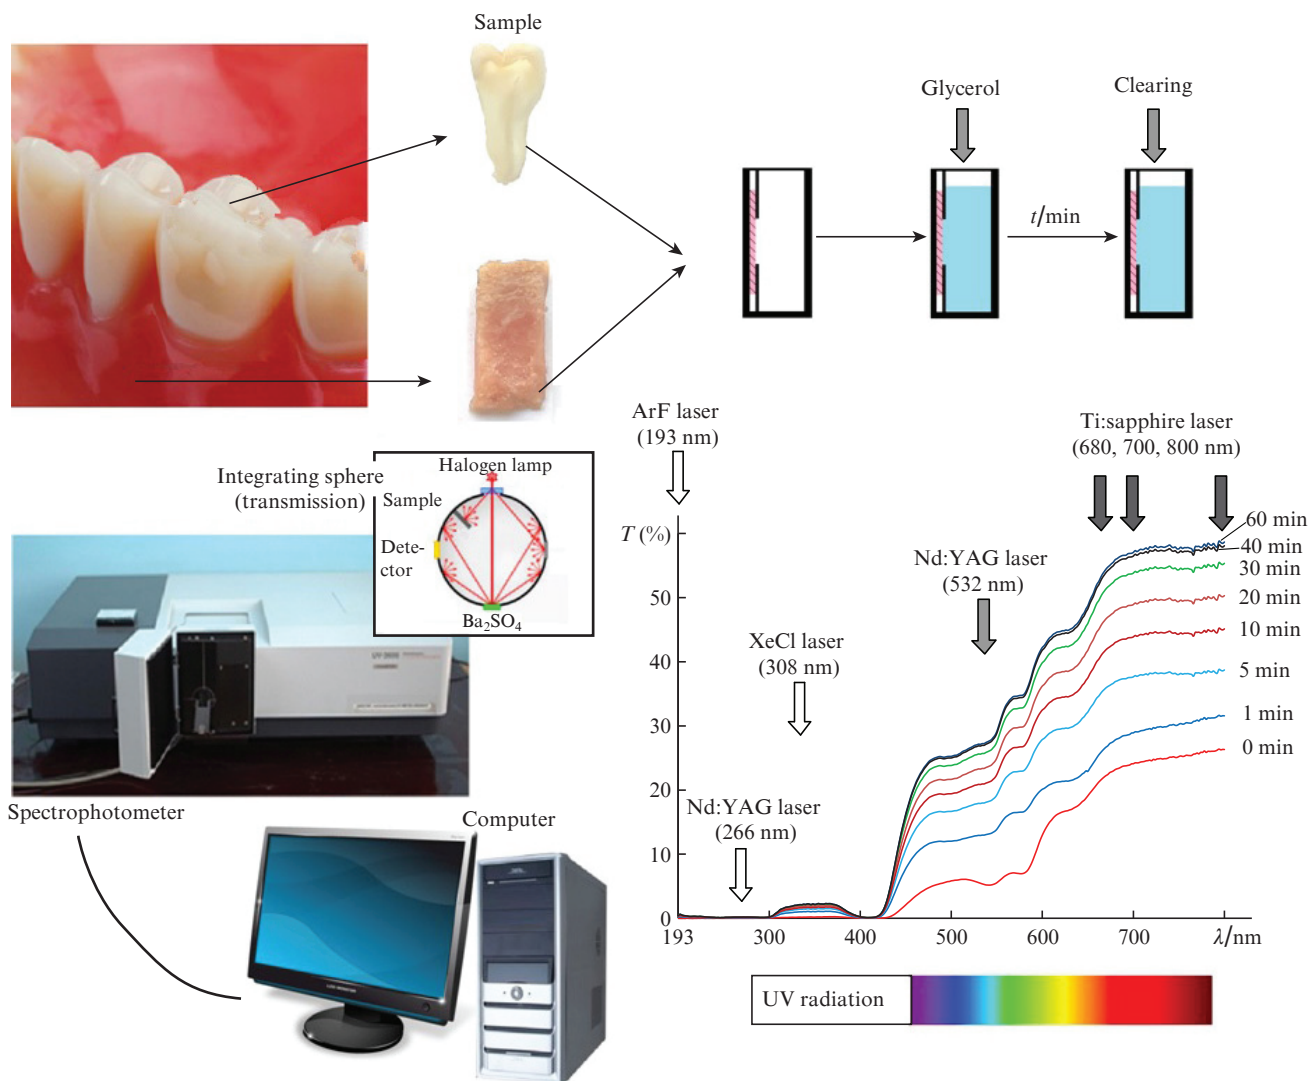 Sample
Glycerol
Clearing
t/min
Integrating sphere
(transmission)
Halogen lamp
Sample
Dete-
ctor
Ba2SO4
Spectrophotometer
Computer
ArF laser
(193 nm)
Ti:sapphire laser
(680, 700, 800 nm)
Nd:YAG laser
(532 nm)
XeCl laser
(308 nm)
Nd:YAG laser
(266 nm)
T (%)
50
40
30
20
10
0
193
300
400
500
600
700
λ/nm
60 min
40 min
30 min
20 min
10 min
5 min
1 min
0 min
UV radiation